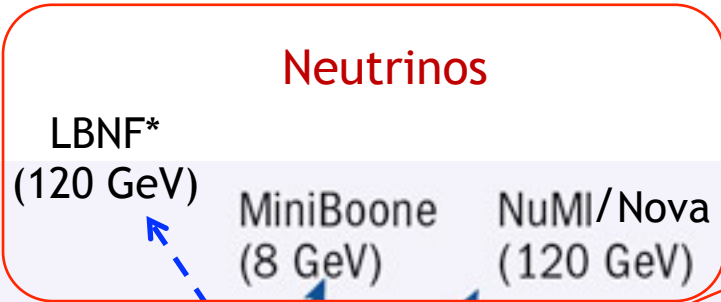 Neutrinos
LBNF*
(120 GeV)
MiniBoone
(8 GeV)
NuMI/Nova
(120 GeV)